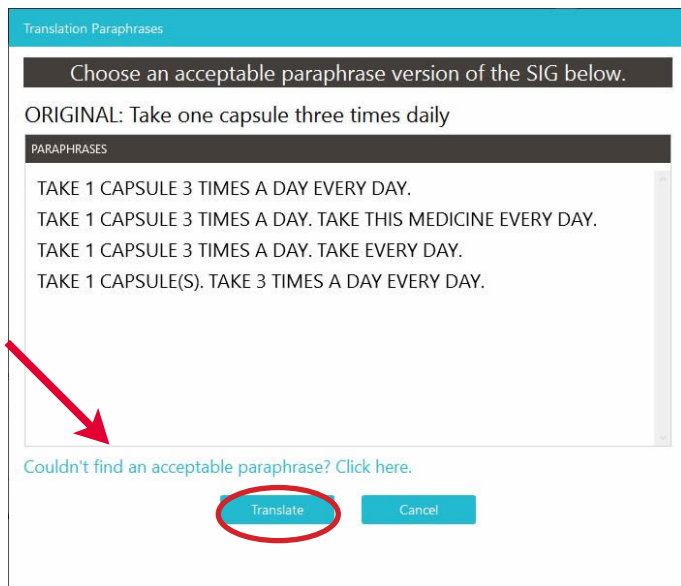 Translation Paraphrases
Choose an acceptable paraphrase version of the SIG below.
ORIGINAL: Take one capsule three times daily
PARAPHRASES
TAKE 1 CAPSULE 3 TIMES A DAY EVERY DAY.
TAKE 1 CAPSULE 3 TIMES A DAY. TAKE THIS MEDICINE EVERY DAY.
TAKE 1 CAPSULE 3 TIMES A DAY. TAKE EVERY DAY.
TAKE 1 CAPSULE(S). TAKE 3 TIMES A DAY EVERY DAY.
Couldn't find an acceptable paraphrase? Click here.
Translate Cancel